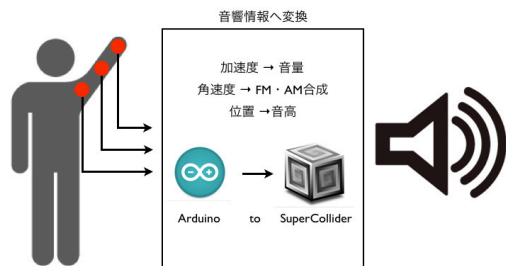 音響情報へ変換
加速度 → 音量
角速度 → FM・AM合成
位置 →音高
Arduino to SuperCollider